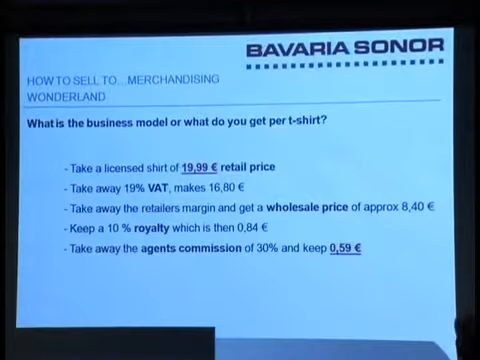 BAVARIA SONOR
HOW TO SELL TO...MERCHANDISING
WONDERLAND
What is the business model or what do you get per t-shirt?
- Take a licensed shirt of 19,99 € retail price
- Take away 19% VAT, makes 16,80 €
- Take away the retailers margin and get a wholesale price of approx 8,40 €
- Keep a 10 % royalty which is then 0,84 €
- Take away the agents commission of 30% and keep 0,59 €